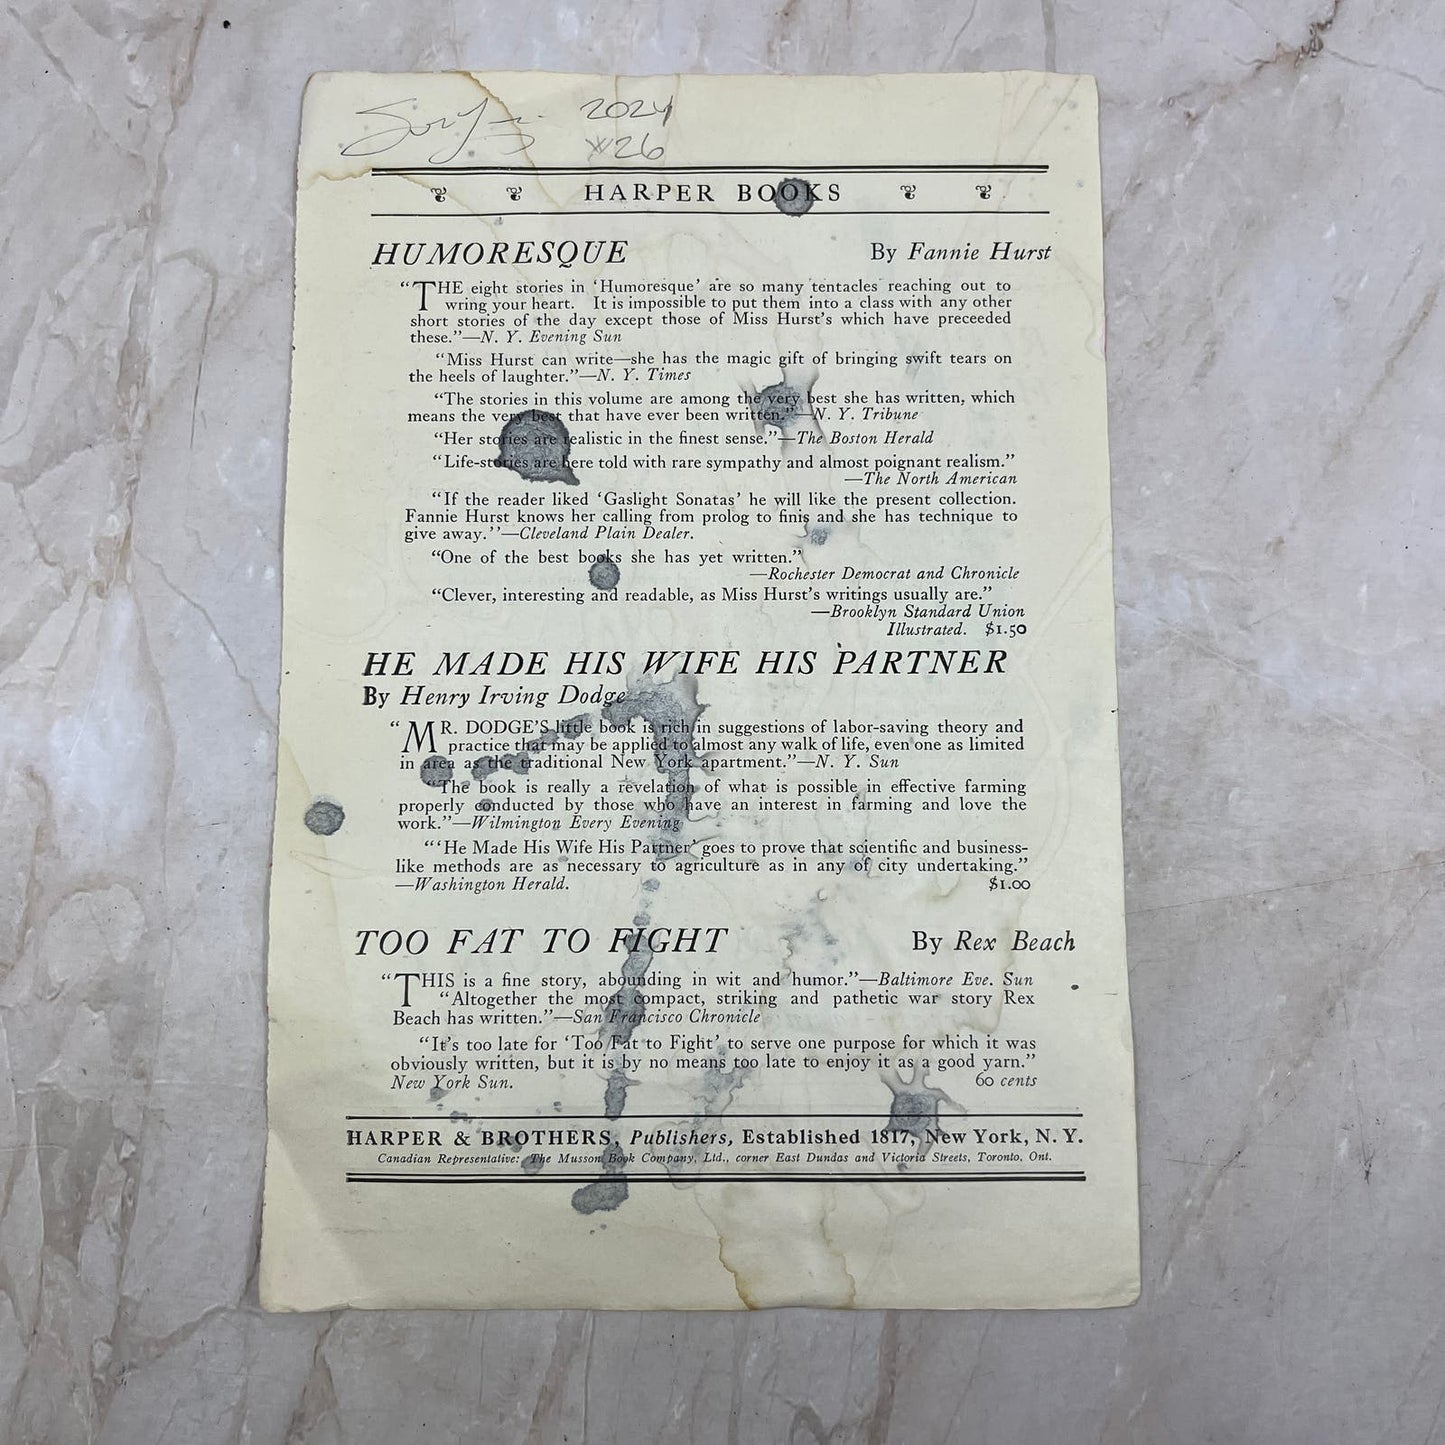 2024
#26
HARPER BOOKS
HUMORESQUE By Fannie Hurst
“THE eight stories in ‘Humoresque’ are so many tentacles reaching out to
wring your heart. It is impossible to put them into a class with any other
short stories of the day except those of Miss Hurst’s which have preceeded
these.”—N. Y. Evening Sun
“Miss Hurst can write—she has the magic gift of bringing swift tears on
the heels of laughter.”—N. Y. Times
“The stories in this volume are among the very best she has written, which
means the very best that have ever been written.”—N. Y. Tribune
“Her stories are realistic in the finest sense.”—The Boston Herald
“Life-stories are here told with rare sympathy and almost poignant realism.”
—The North American
“If the reader liked ‘Gaslight Sonatas’ he will like the present collection.
Fannie Hurst knows her calling from prolog to finis and she has technique to
give away.’’—Cleveland Plain Dealer.
“One of the best books she has yet written.”
—Rochester Democrat and Chronicle
“Clever, interesting and readable, as Miss Hurst’s writings usually are.”
—Brooklyn Standard Union
Illustrated. $1.50
HE MADE HIS WIFE HIS PARTNER
By Henry Irving Dodge
“MR. DODGE’S little book is rich in suggestions of labor-saving theory and
practice that may be applied to almost any walk of life, even one as limited
in area as the traditional New York apartment.”—N. Y. Sun
“The book is really a revelation of what is possible in effective farming
properly conducted by those who have an interest in farming and love the
work.”—Wilmington Every Evening
“‘He Made His Wife His Partner’ goes to prove that scientific and business-
like methods are as necessary to agriculture as in any of city undertaking.”
—Washington Herald. $1.00
TOO FAT TO FIGHT By Rex Beach
“THIS is a fine story, abounding in wit and humor.”—Baltimore Eve. Sun
“Altogether the most compact, striking and pathetic war story Rex
Beach has written.”—San Francisco Chronicle
“It’s too late for ‘Too Fat to Fight’ to serve one purpose for which it was
obviously written, but it is by no means too late to enjoy it as a good yarn.”
New York Sun. 60 cents
HARPER & BROTHERS, Publishers, Established 1817, New York, N. Y.
Canadian Representative: The Musson Book Company, Ltd., corner East Dundas and Victoria Streets, Toronto, Ont.